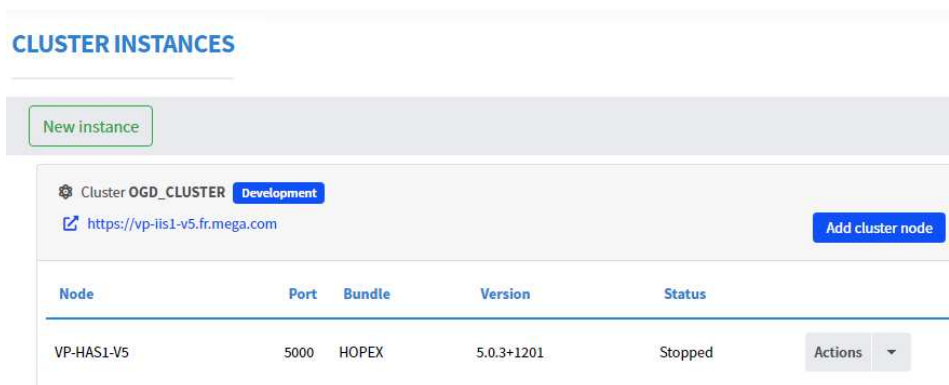 CLUSTER INSTANCES
New instance
Cluster OGD_CLUSTER Development
https://vp-iis1-v5.fr.mega.com
Add cluster node
Node Port Bundle Version Status
VP-HAS1-V5 5000 HOPEX 5.0.3+1201 Stopped Actions